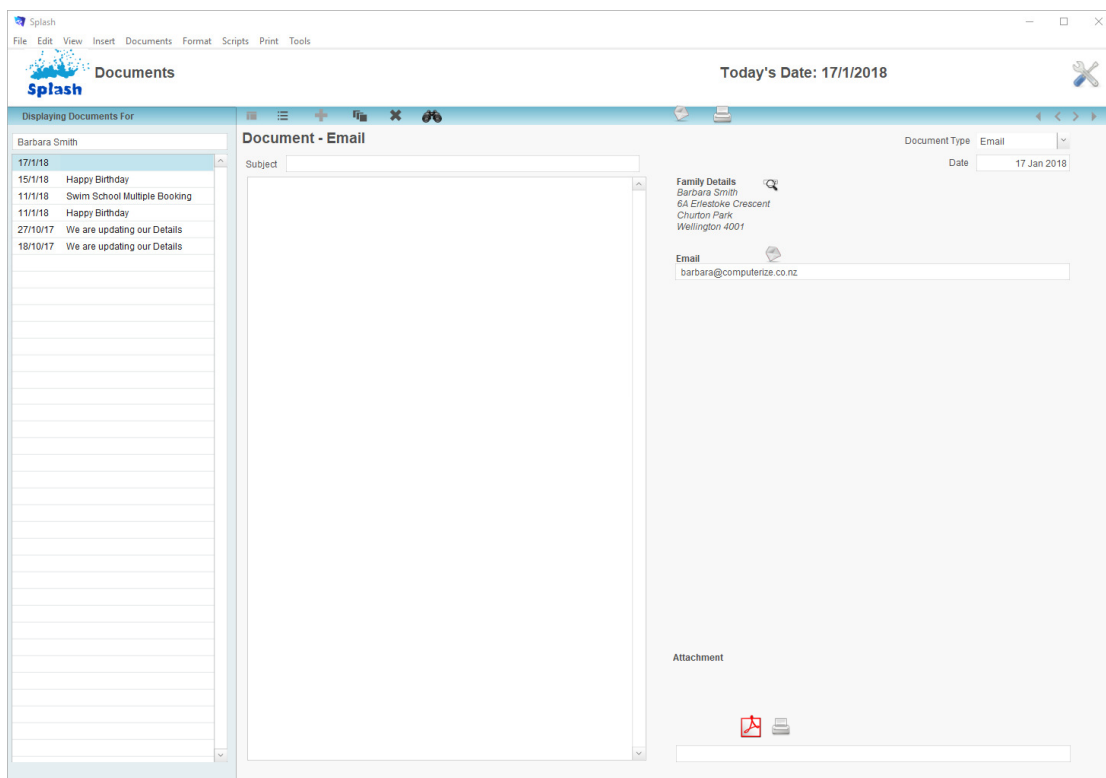 Splash
File Edit View Insert Documents Format Scripts Print Tools
Splash
Documents
Today's Date: 17/1/2018
Displaying Documents For
Barbara Smith
17/1/18
15/1/18 Happy Birthday
11/1/18 Swim School Multiple Booking
11/1/18 Happy Birthday
27/10/17 We are updating our Details
18/10/17 We are updating our Details
Document - Email
Subject
Document Type Email
Date 17 Jan 2018
Family Details
Barbara Smith
6A Erlestoke Crescent
Churton Park
Wellington 4001
Email
barbara@computerize.co.nz
Attachment